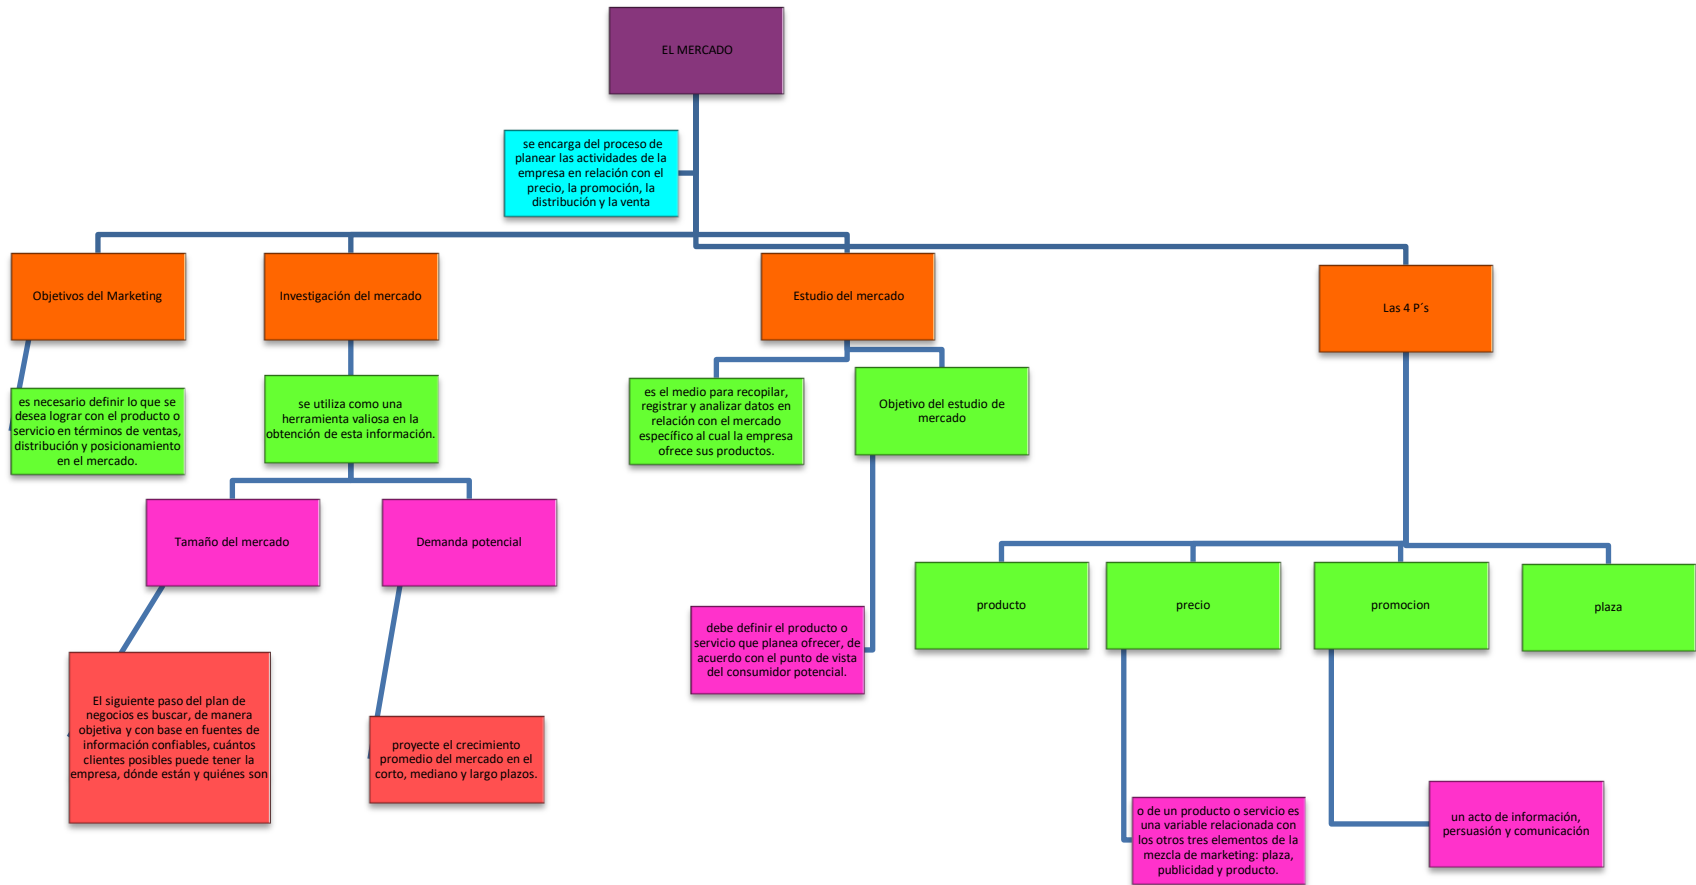 EL MERCADO
se encarga del proceso de
planear las actividades de la
empresa en relación con el
precio, la promoción, la
distribución y la venta
Objetivos del Marketing
Investigación del mercado
Estudio del mercado
Las 4 P´s
es necesario definir lo que se
desea lograr con el producto o
servicio en términos de ventas,
distribución y posicionamiento
en el mercado.
se utiliza como una
herramienta valiosa en la
obtención de esta información.
es el medio para recopilar,
registrar y analizar datos en
relación con el mercado
específico al cual la empresa
ofrece sus productos.
Objetivo del estudio de
mercado
Tamaño del mercado
Demanda potencial
producto
precio
promocion
plaza
debe definir el producto o
servicio que planea ofrecer, de
acuerdo con el punto de vista
del consumidor potencial.
El siguiente paso del plan de
negocios es buscar, de manera
objetiva y con base en fuentes de
información confiables, cuántos
clientes posibles puede tener la
empresa, dónde están y quiénes son
proyecte el crecimiento
promedio del mercado en el
corto, mediano y largo plazos.
o de un producto o servicio es
una variable relacionada con
los otros tres elementos de la
mezcla de marketing: plaza,
publicidad y producto.
un acto de información,
persuasión y comunicación